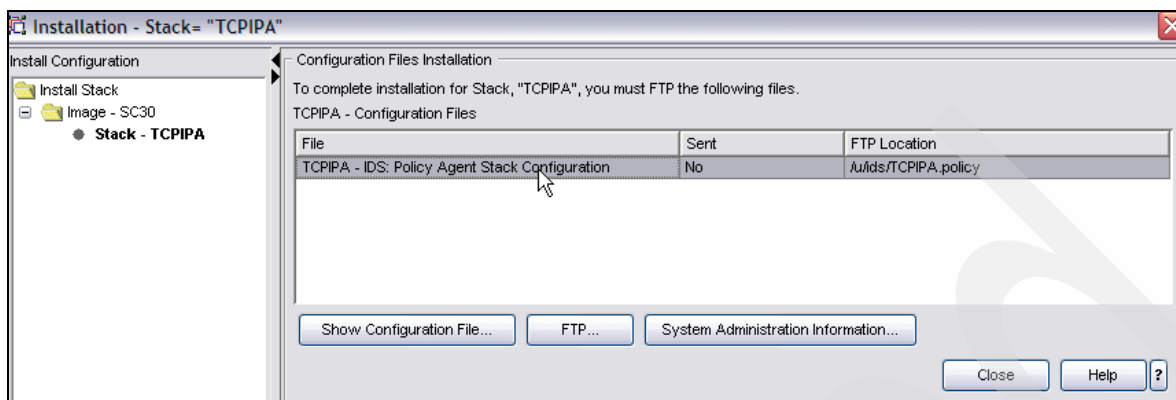 Installation - Stack= "TCPIPA"
Install Configuration
Install Stack
Image - SC30
Stack - TCPIPA
Configuration Files Installation
To complete installation for Stack, "TCPIPA", you must FTP the following files.
TCPIPA - Configuration Files
File Sent FTP Location
TCPIPA - IDS: Policy Agent Stack Configuration No /u/ids/TCPIPA.policy
Show Configuration File... FTP... System Administration Information...
Close Help ?